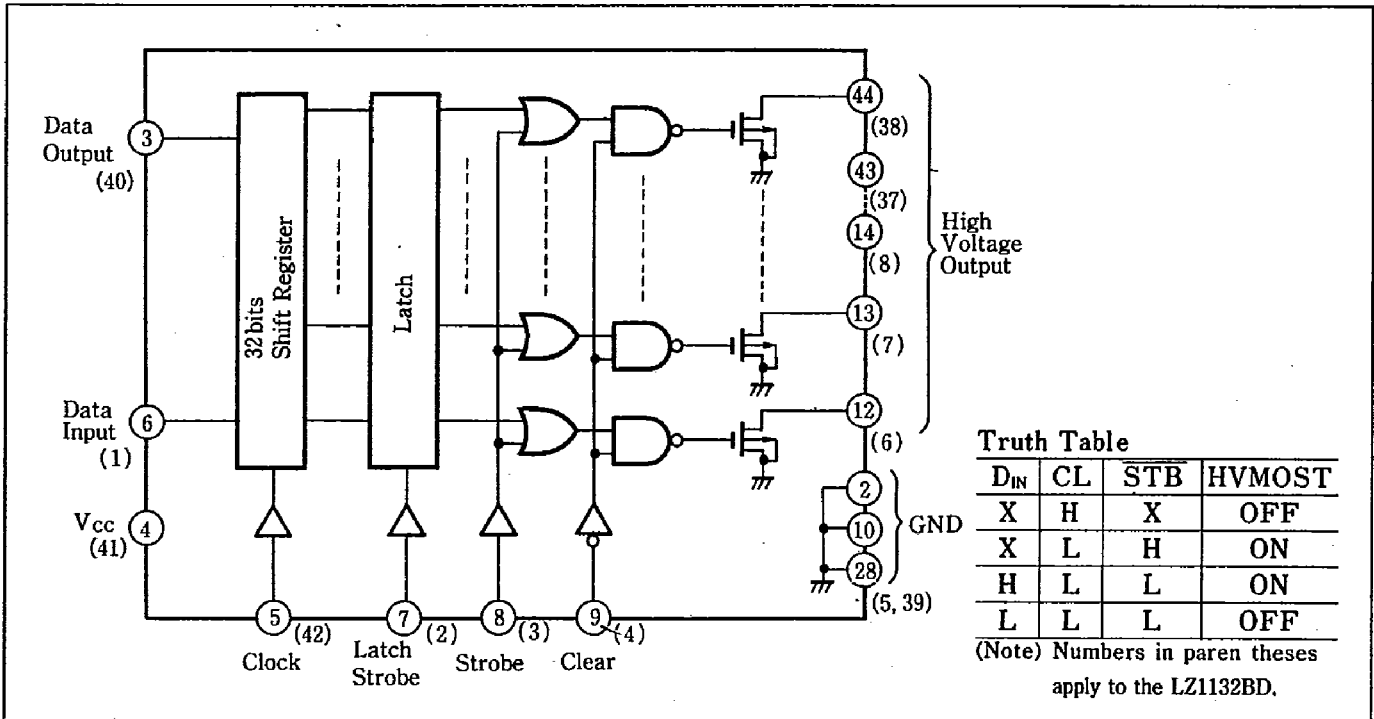 Data
Output
3
(40)
32bits
Shift Register
Latch
44
(38)
43
(37)
14
(8)
13
(7)
12
(6)
High
Voltage
Output
Data
Input
6
(1)
Vcc
4
(41)
2
10
28
GND
(5, 39)
5
(42)
Clock
7
(2)
Latch
Strobe
8
(3)
Strobe
9
(4)
Clear
Truth Table
DIN CL S̅T̅B̅ HVMOST
X H X OFF
X L H ON
H L L ON
L L L OFF
(Note) Numbers in paren theses
apply to the LZ1132BD.